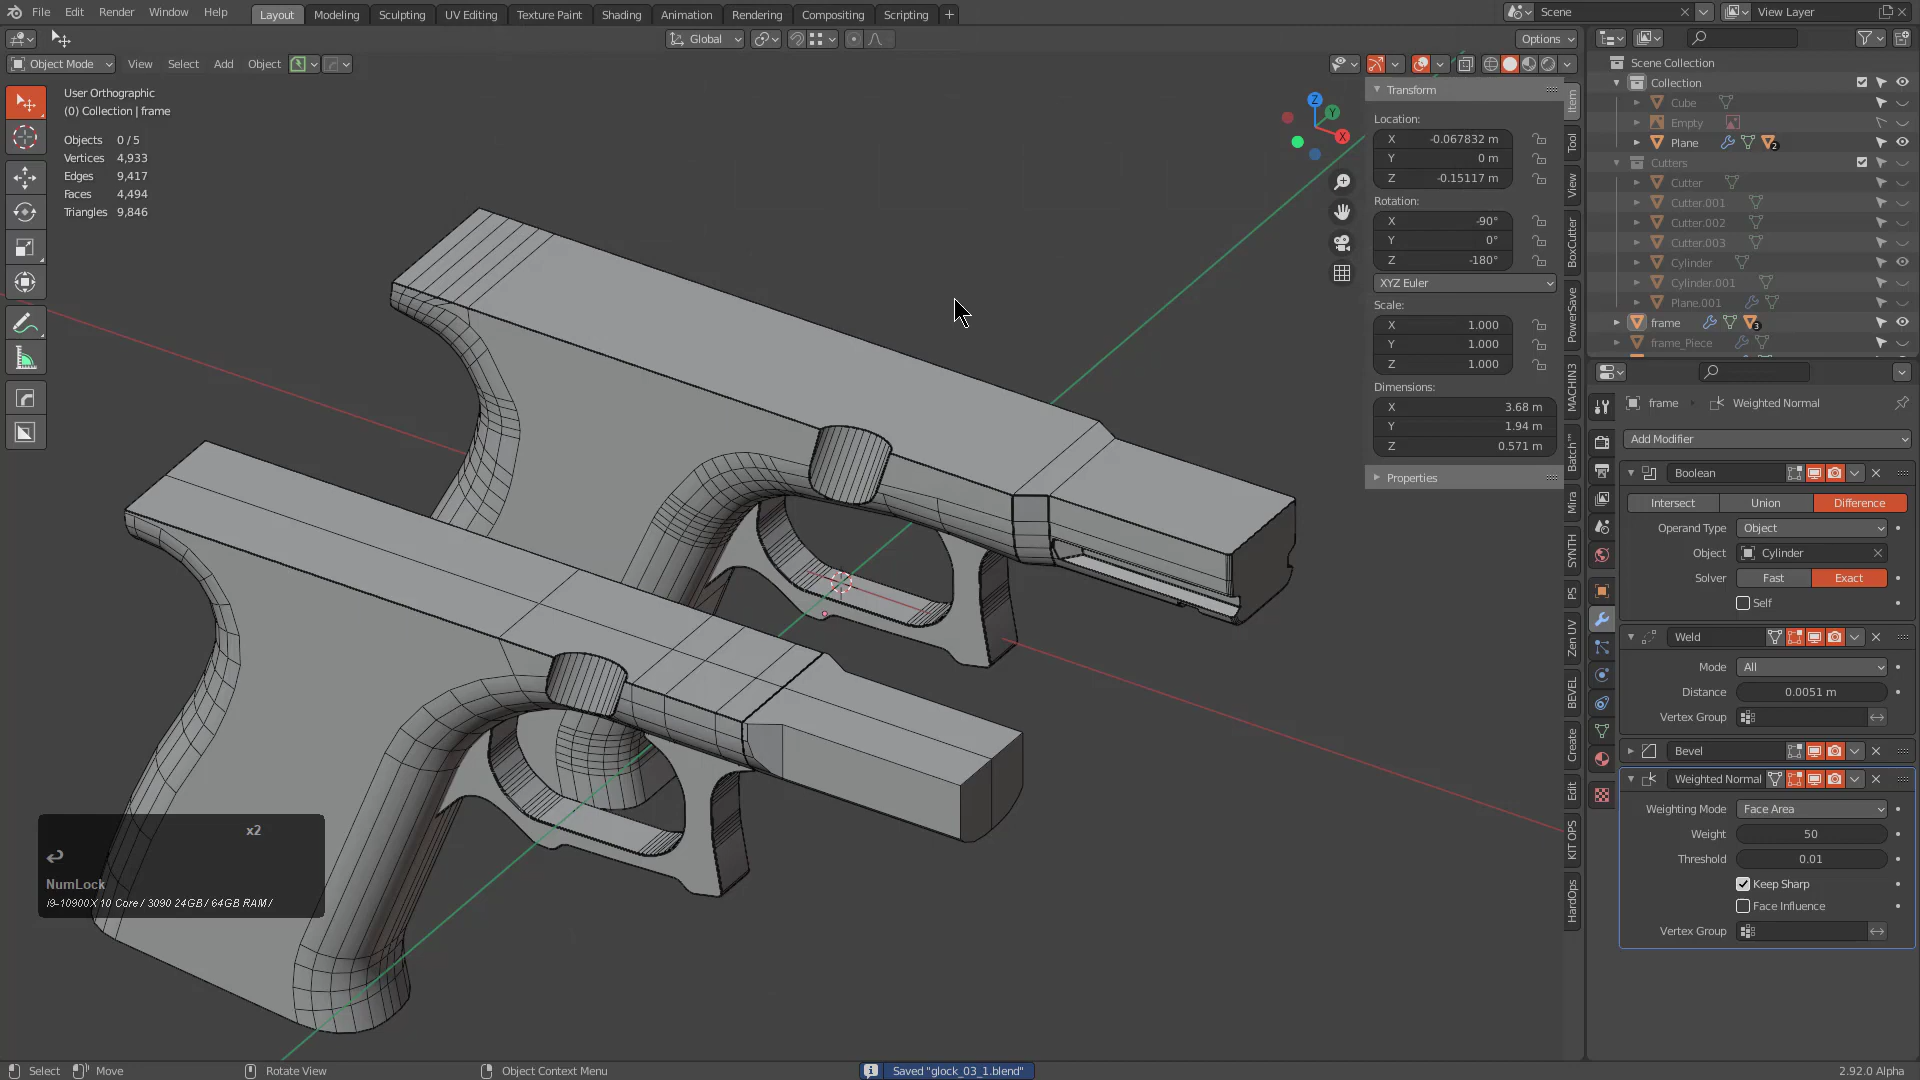 File Edit Render Window Help Layout Modeling Sculpting UV Editing Texture Paint Shading Animation Rendering Compositing Scripting + Scene View Layer
Global Options
Object Mode View Select Add Object
User Orthographic
(0) Collection | frame
Objects 0 / 5
Vertices 4,933
Edges 9,417
Faces 4,494
Triangles 9,846
Z
Y
X
Transform
Location:
X -0.067832 m
Y 0 m
Z -0.15117 m
Rotation:
X -90°
Y 0°
Z -180°
XYZ Euler
Scale:
X 1.000
Y 1.000
Z 1.000
Dimensions:
X 3.68 m
Y 1.94 m
Z 0.571 m
Properties
Item
Tool
View
BoxCutter
PowerSave
MACHIN3
Batch™
Mira
SYNTH
PS
Zen UV
BEVEL
Create
Edit
KIT OPS
HardOps
Scene Collection
Collection
Cube
Empty
Plane 2
Cutters
Cutter
Cutter.001
Cutter.002
Cutter.003
Cylinder
Cylinder.001
Plane.001
frame 3
frame_Piece
frame Weighted Normal
Add Modifier
Boolean
Intersect Union Difference
Operand Type Object
Object Cylinder
Solver Fast Exact
Self
Weld
Mode All
Distance 0.0051 m
Vertex Group
Bevel
Weighted Normal
Weighting Mode Face Area
Weight 50
Threshold 0.01
Keep Sharp
Face Influence
Vertex Group
x2
NumLock
i9-10900X 10 Core / 3090 24GB / 64GB RAM /
Select Move Rotate View Object Context Menu Saved "glock_03_1.blend" 2.92.0 Alpha